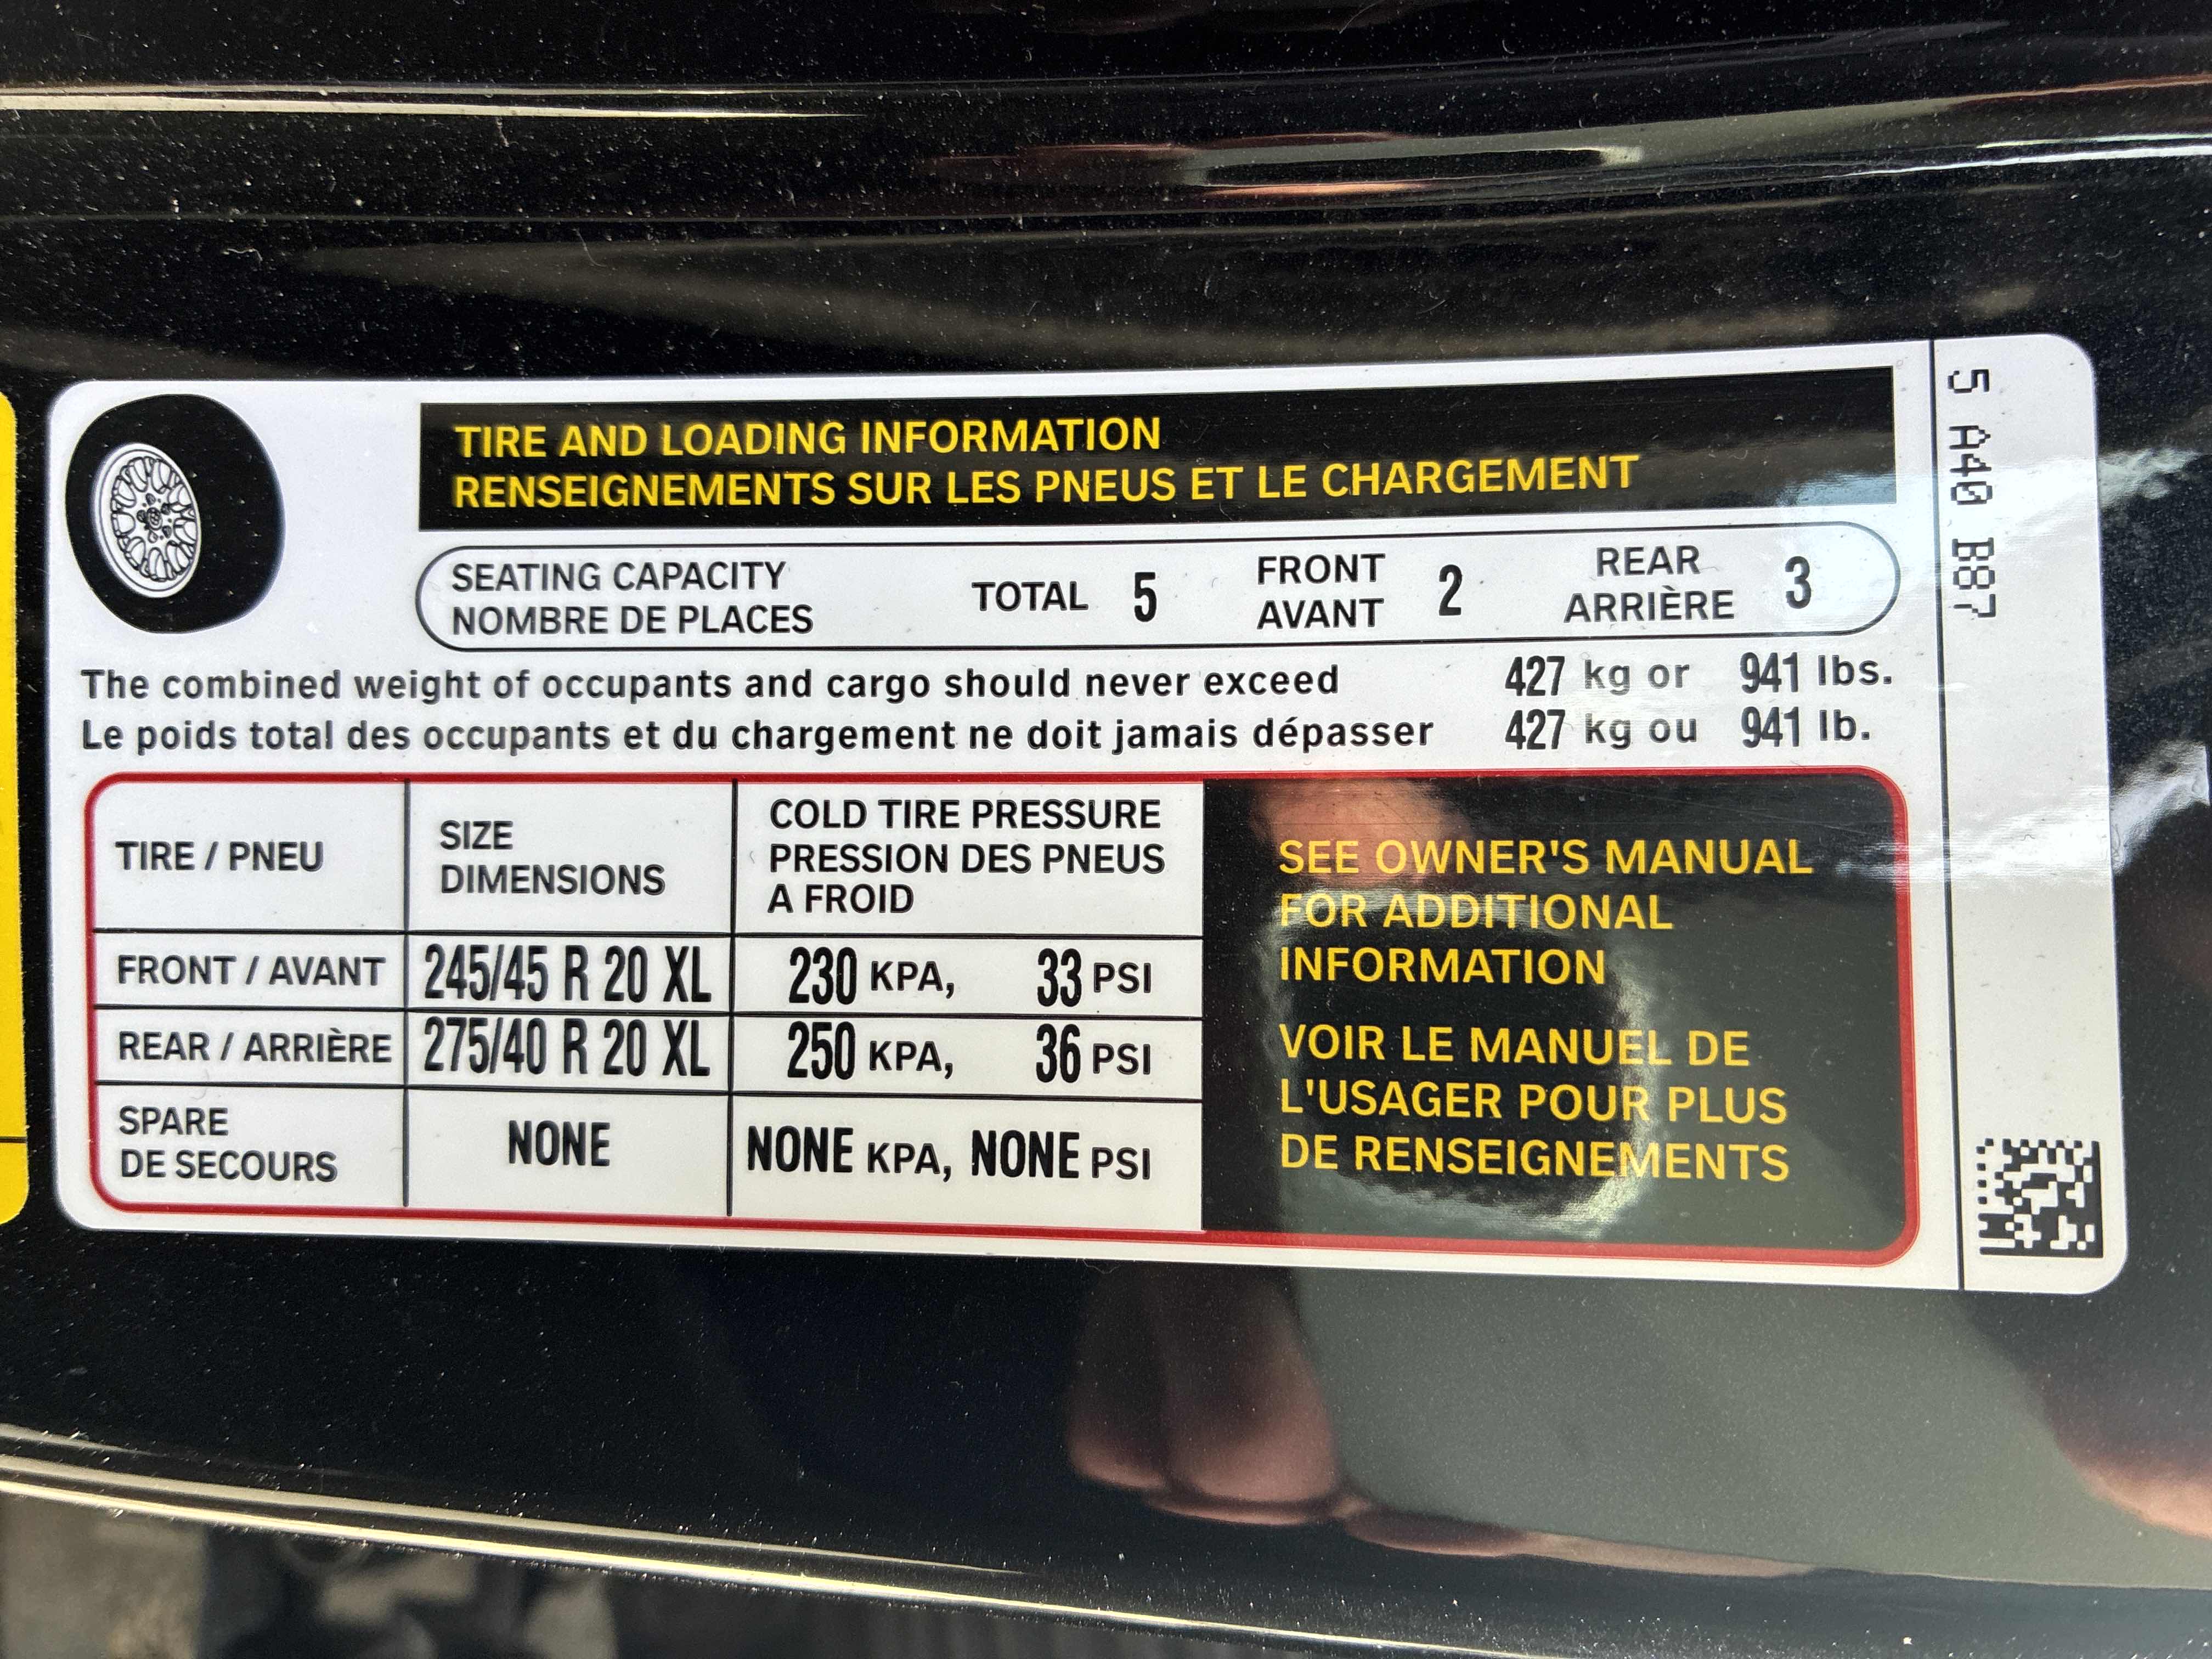 TIRE AND LOADING INFORMATION
RENSEIGNEMENTS SUR LES PNEUS ET LE CHARGEMENT
SEATING CAPACITY
NOMBRE DE PLACES
TOTAL 5
FRONT
AVANT
2
REAR
ARRIÈRE
3
The combined weight of occupants and cargo should never exceed 427 kg or 941 lbs.
Le poids total des occupants et du chargement ne doit jamais dépasser 427 kg ou 941 lb.
TIRE / PNEU
SIZE
DIMENSIONS
COLD TIRE PRESSURE
PRESSION DES PNEUS
A FROID
FRONT / AVANT 245/45 R 20 XL 230 KPA, 33 PSI
REAR / ARRIÈRE 275/40 R 20 XL 250 KPA, 36 PSI
SPARE
DE SECOURS
NONE NONE KPA, NONE PSI
SEE OWNER'S MANUAL
FOR ADDITIONAL
INFORMATION
VOIR LE MANUEL DE
L'USAGER POUR PLUS
DE RENSEIGNEMENTS
5 A40 B87